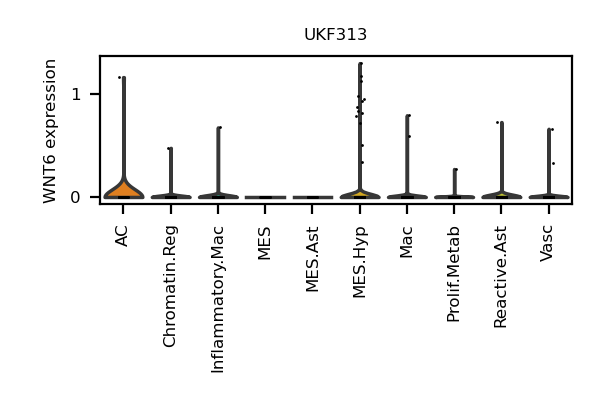 UKF313
WNT6 expression
1
0
AC
Chromatin.Reg
Inflammatory.Mac
MES
MES.Ast
MES.Hyp
Mac
Prolif.Metab
Reactive.Ast
Vasc